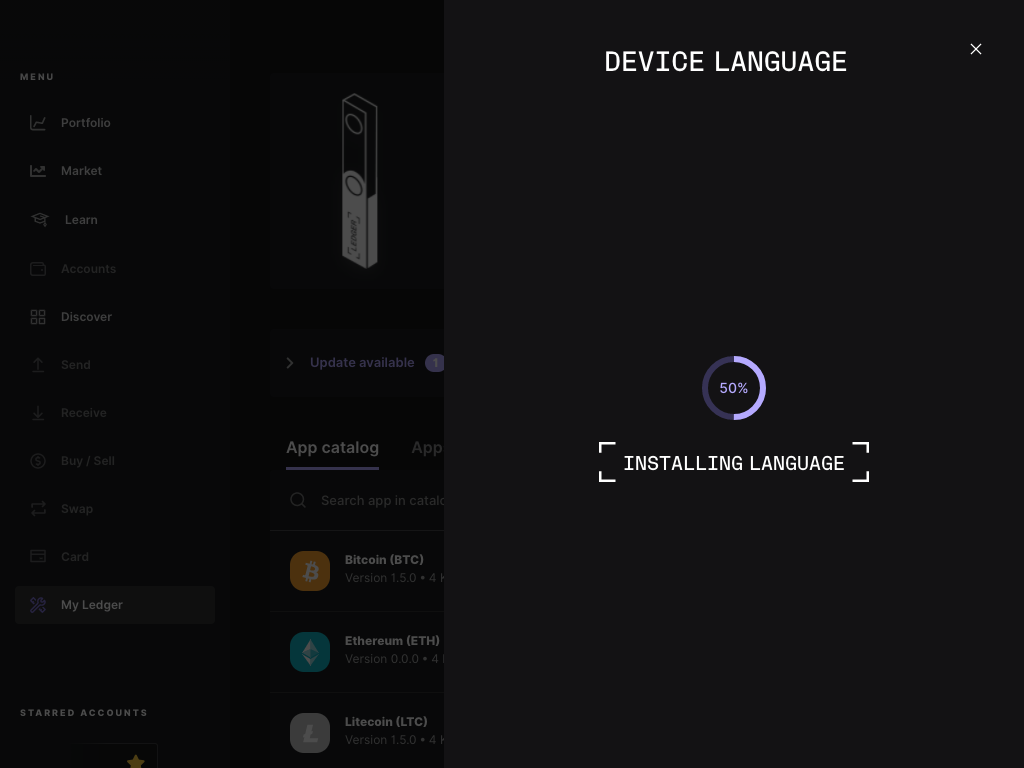 MENU
Portfolio
Market
Learn
Accounts
Discover
Send
Receive
Buy / Sell
Swap
Card
My Ledger
STARRED ACCOUNTS
LEDGER
Update available 1
App catalog App
Search app in catalo
Bitcoin (BTC)
Version 1.5.0 • 4 K
Ethereum (ETH)
Version 0.0.0 • 4
Litecoin (LTC)
Version 1.5.0 • 4 K
DEVICE LANGUAGE
50%
INSTALLING LANGUAGE